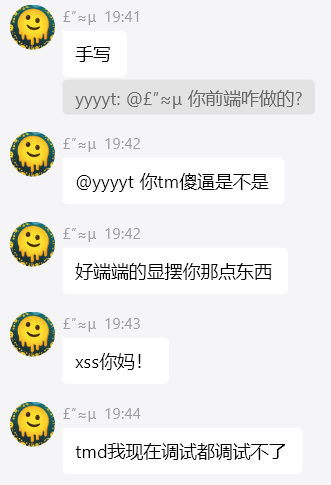 £″≈µ 19:41
手写
yyyyt: @£″≈µ 你前端咋做的?
£″≈µ 19:42
@yyyyt 你tm傻逼是不是
£″≈µ 19:42
好端端的显摆你那点东西
£″≈µ 19:43
xss你妈！
£″≈µ 19:44
tmd我现在调试都调试不了